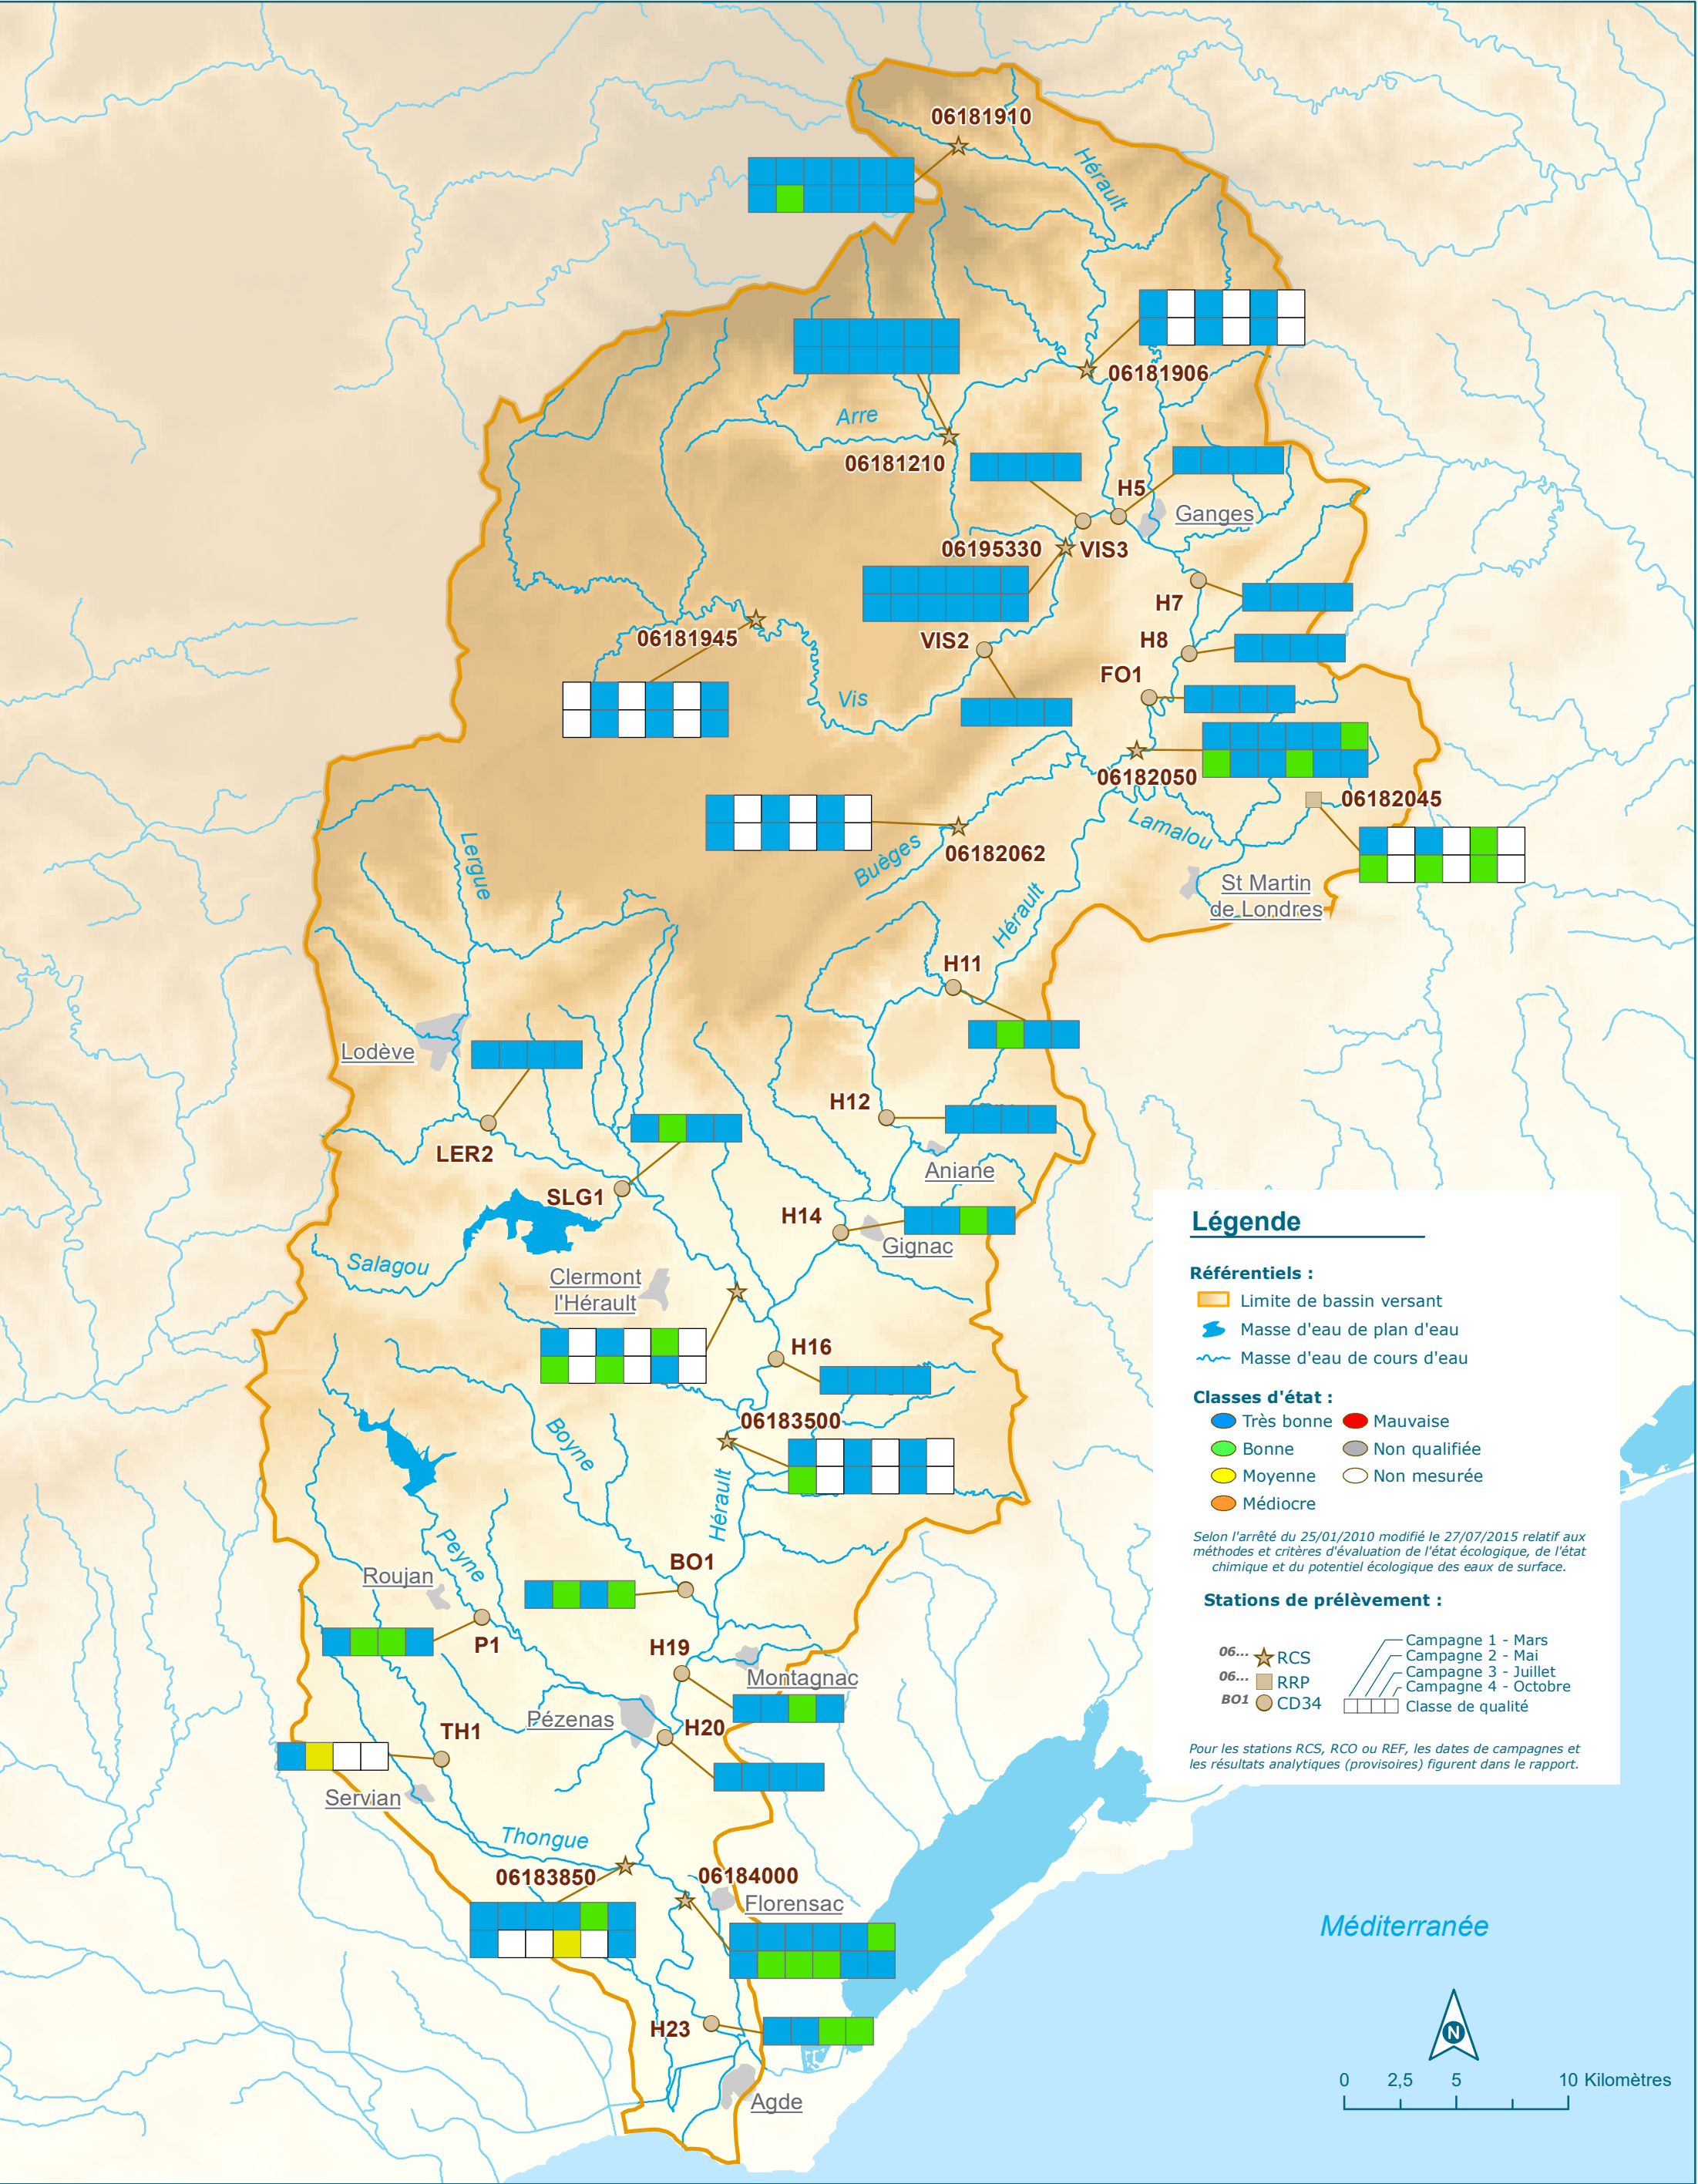 06181910
Hérault
06181906
Arre
06181210
H5
Ganges
06195330
VIS3
H7
06181945
VIS2
H8
FO1
Vis
06182050
06182045
Lamalou
Lergue
Buèges
06182062
St Martin
de Londres
Hérault
H11
Lodève
H12
LER2
Aniane
SLG1
H14
Gignac
Salagou
Clermont
l'Hérault
H16
06183500
Boyne
Hérault
Peyne
BO1
Roujan
P1
H19
Montagnac
Pézenas
H20
TH1
Servian
Thongue
06183850
06184000
Florensac
H23
Agde
Méditerranée
Légende
Référentiels :
Limite de bassin versant
Masse d'eau de plan d'eau
Masse d'eau de cours d'eau
Classes d'état :
Très bonne
Mauvaise
Bonne
Non qualifiée
Moyenne
Non mesurée
Médiocre
Selon l'arrêté du 25/01/2010 modifié le 27/07/2015 relatif aux
méthodes et critères d'évaluation de l'état écologique, de l'état
chimique et du potentiel écologique des eaux de surface.
Stations de prélèvement :
06... RCS
06... RRP
BO1 CD34
Campagne 1 - Mars
Campagne 2 - Mai
Campagne 3 - Juillet
Campagne 4 - Octobre
Classe de qualité
Pour les stations RCS, RCO ou REF, les dates de campagnes et
les résultats analytiques (provisoires) figurent dans le rapport.
N
0 2,5 5 10 Kilomètres